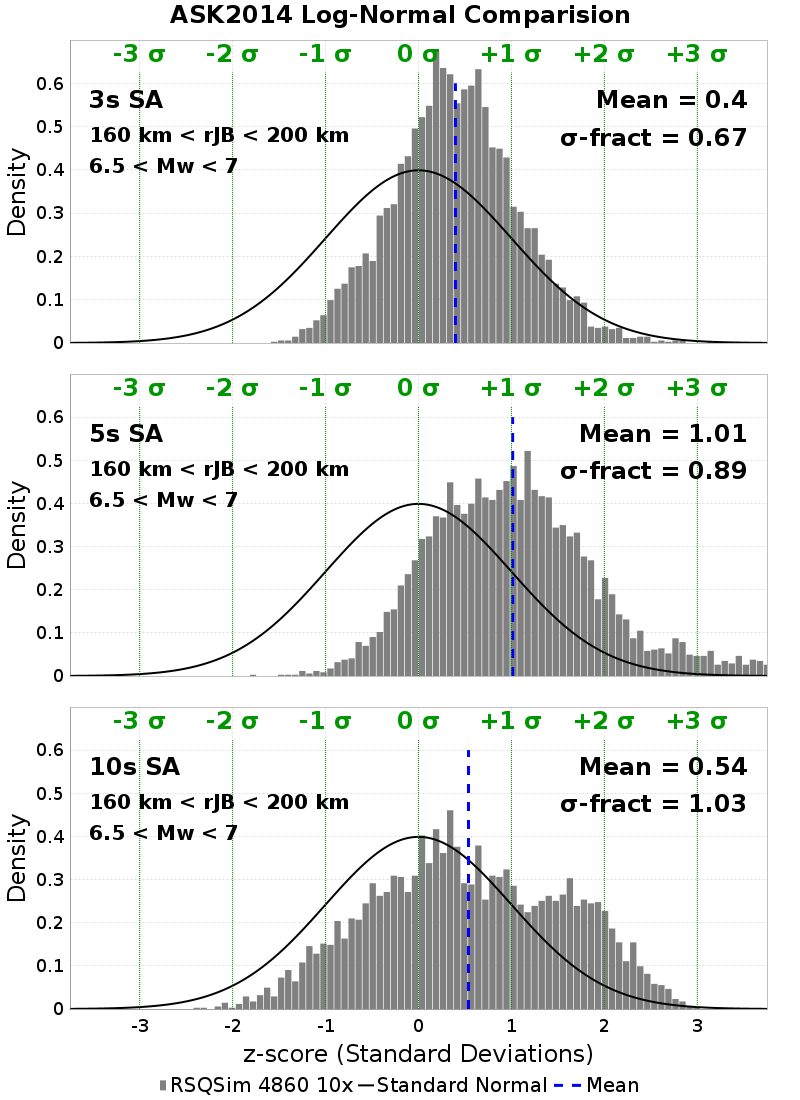 ASK2014 Log-Normal Comparision
-3 σ -2 σ -1 σ 0 σ +1 σ +2 σ +3 σ
3s SA
Mean = 0.4
160 km < rJB < 200 km
σ-fract = 0.67
6.5 < Mw < 7
0.6
0.5
0.4
0.3
0.2
0.1
0
Density
-3 σ -2 σ -1 σ 0 σ +1 σ +2 σ +3 σ
5s SA
Mean = 1.01
160 km < rJB < 200 km
σ-fract = 0.89
6.5 < Mw < 7
0.6
0.5
0.4
0.3
0.2
0.1
0
Density
-3 σ -2 σ -1 σ 0 σ +1 σ +2 σ +3 σ
10s SA
Mean = 0.54
160 km < rJB < 200 km
σ-fract = 1.03
6.5 < Mw < 7
0.6
0.5
0.4
0.3
0.2
0.1
0
Density
-3 -2 -1 0 1 2 3
z-score (Standard Deviations)
RSQSim 4860 10x Standard Normal Mean